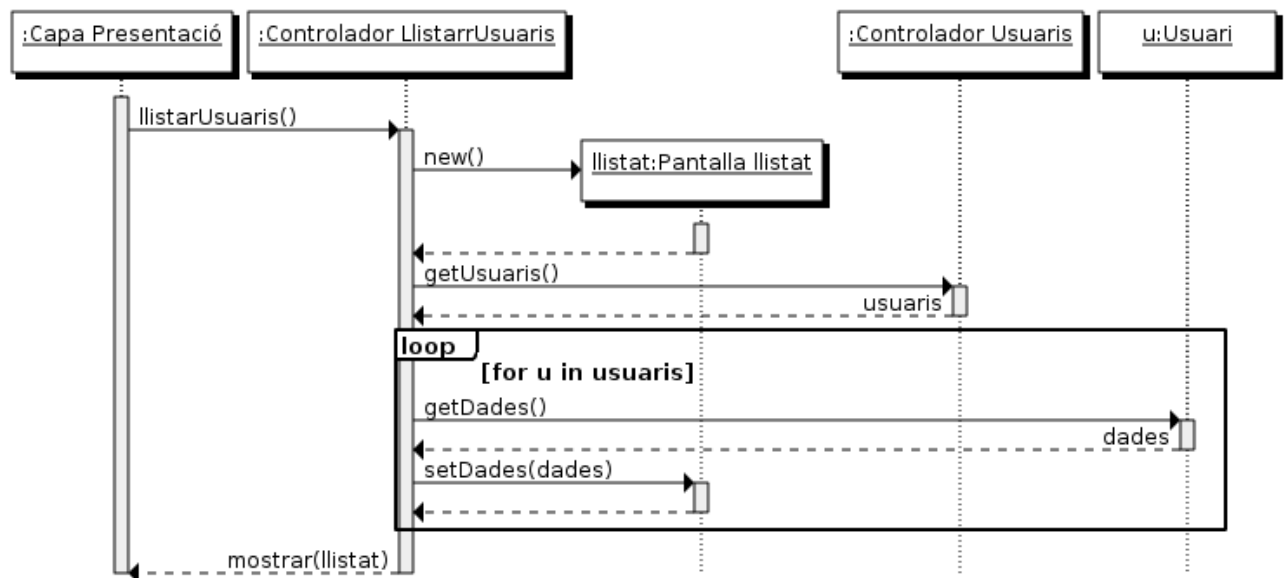 :Capa Presentació
:Controlador LlistarrUsuaris
:Controlador Usuaris
u:Usuari
llistarUsuaris()
new()
llistat:Pantalla llistat
getUsuaris()
usuaris
loop
[for u in usuaris]
getDades()
dades
setDades(dades)
mostrar(llistat)